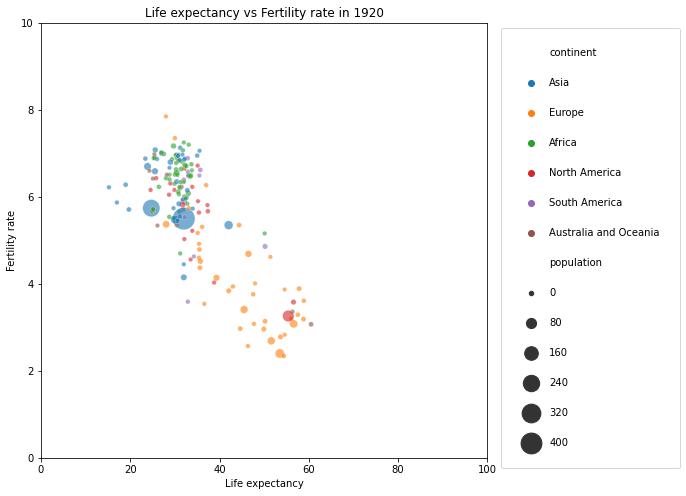 Life expectancy vs Fertility rate in 1920
10
8
6
4
2
0
Fertility rate
0 20 40 60 80 100
Life expectancy
continent
Asia
Europe
Africa
North America
South America
Australia and Oceania
population
0
80
160
240
320
400